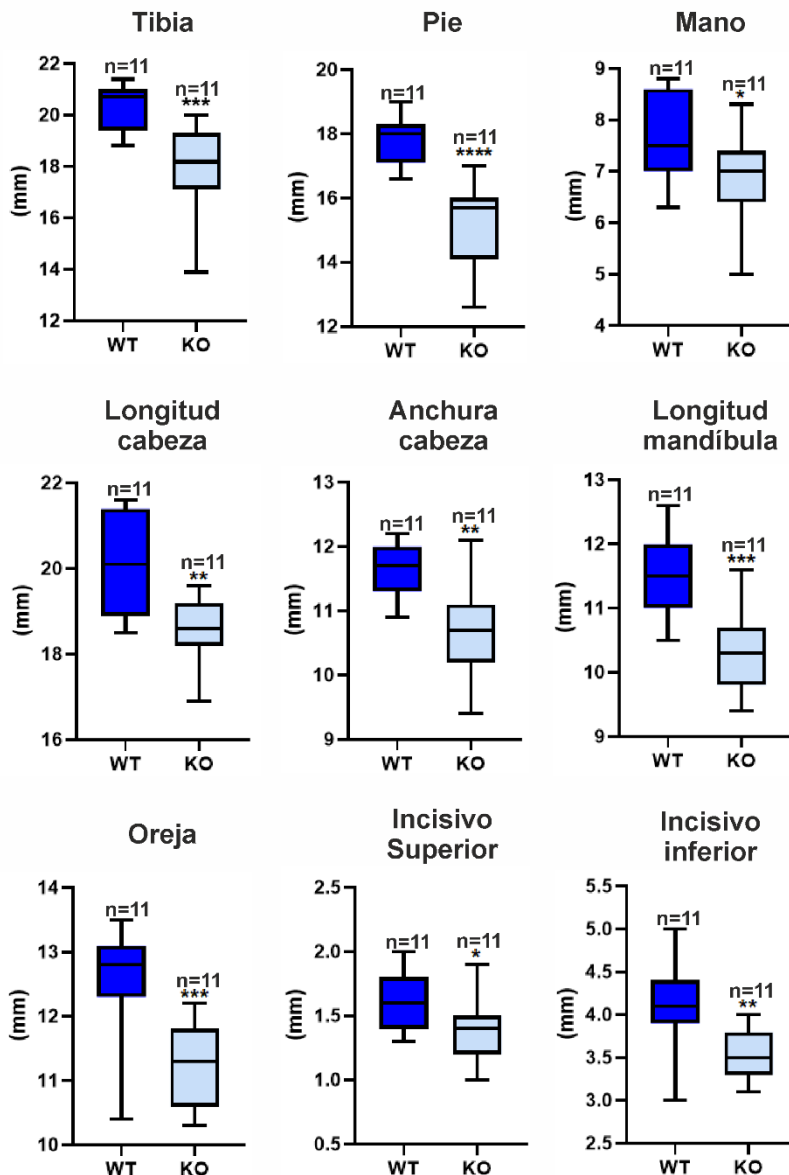 Tibia
Pie
Mano
(mm)
22
20
18
16
14
12
n=11
n=11
***
WT
KO
(mm)
20
18
16
14
12
n=11
n=11
****
WT
KO
(mm)
9
8
7
6
5
4
n=11
n=11
*
WT
KO
Longitud
cabeza
Anchura
cabeza
Longitud
mandíbula
(mm)
22
20
18
16
n=11
n=11
**
WT
KO
(mm)
13
12
11
10
9
n=11
n=11
**
WT
KO
(mm)
13
12
11
10
9
n=11
n=11
***
WT
KO
Oreja
Incisivo
Superior
Incisivo
inferior
(mm)
14
13
12
11
10
n=11
n=11
***
WT
KO
(mm)
2.5
2.0
1.5
1.0
0.5
n=11
n=11
*
WT
KO
(mm)
5.5
5.0
4.5
4.0
3.5
3.0
2.5
n=11
n=11
**
WT
KO